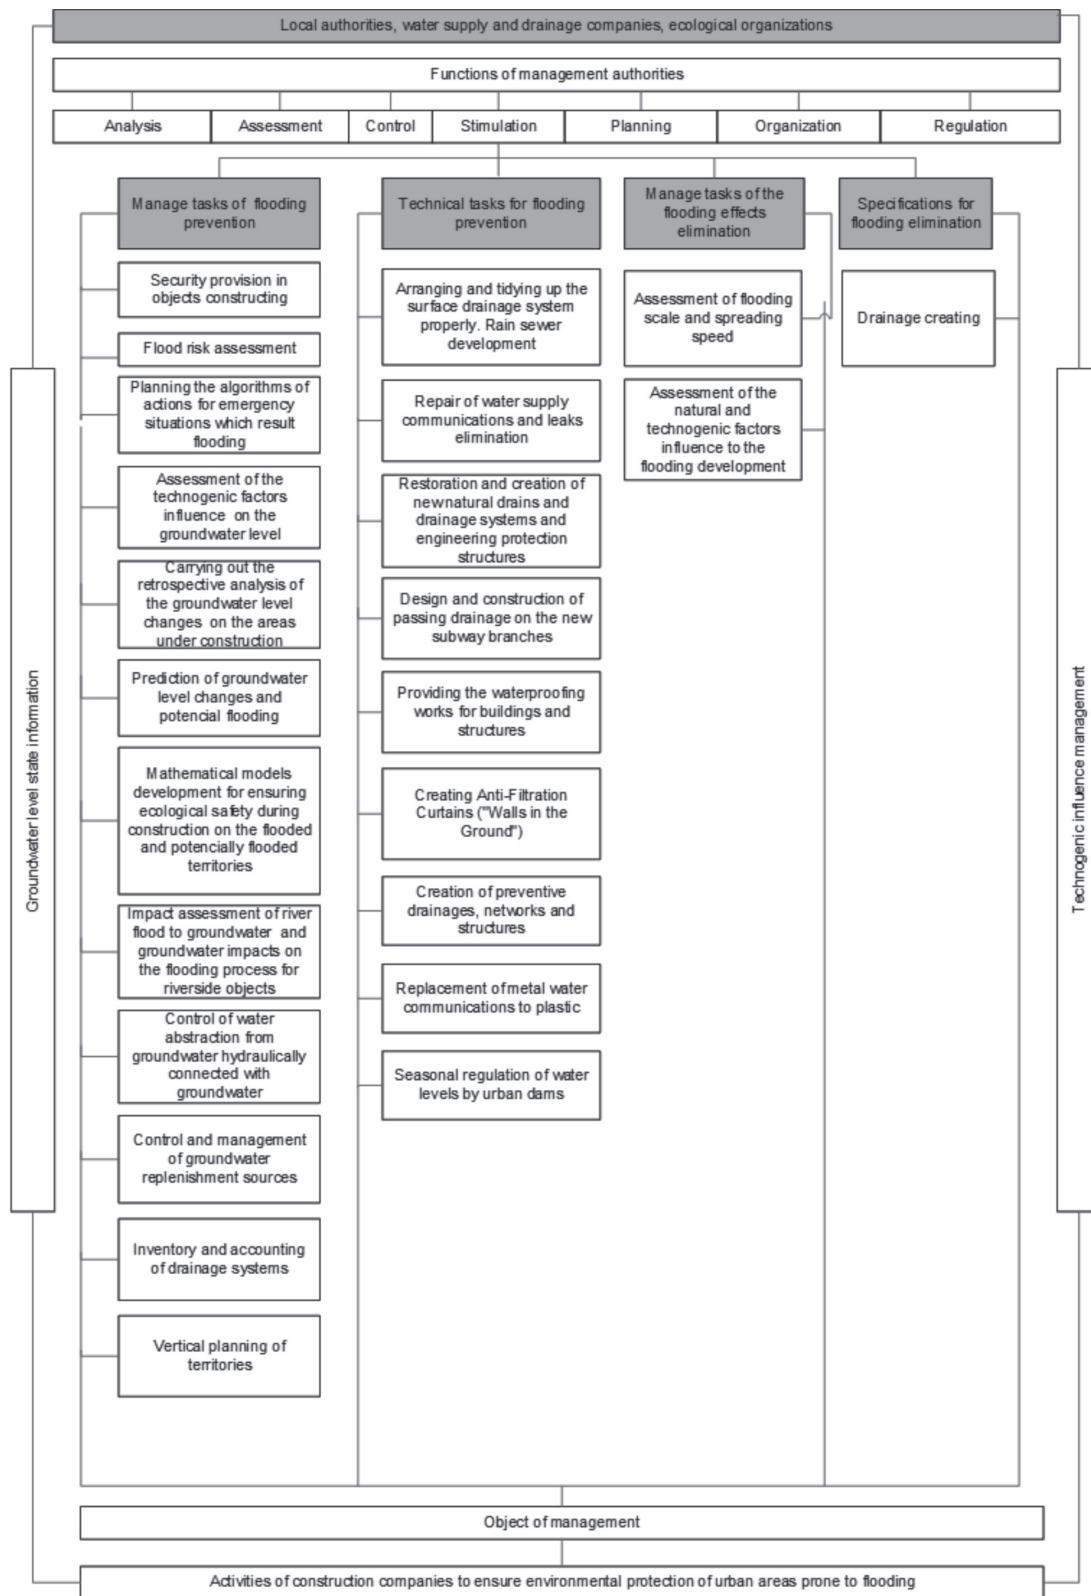 Local authorities, water supply and drainage companies, ecological organizations
Functions of management authorities
Analysis
Assessment
Control
Stimulation
Planning
Organization
Regulation
Manage tasks of flooding
prevention
Security provision in
objects constructing
Flood risk assessment
Planning the algorithms of
actions for emergency
situations which result
flooding
Assessment of the
technogenic factors
influence on the
groundwater level
Carrying out the
retrospective analysis of
the groundwater level
changes on the areas
under construction
Prediction of groundwater
level changes and
potencial flooding
Mathematical models
development for ensuring
ecological safety during
construction on the flooded
and potencially flooded
territories
Impact assessment of river
flood to groundwater and
groundwater impacts on
the flooding process for
riverside objects
Control of water
abstraction from
groundwater hydraulically
connected with
groundwater
Control and management
of groundwater
replenishment sources
Inventory and accounting
of drainage systems
Vertical planning of
territories
Technical tasks for flooding
prevention
Arranging and tidying up the
surface drainage system
properly. Rain sewer
development
Repair of water supply
communications and leaks
elimination
Restoration and creation of
newnatural drains and
drainage systems and
engineering protection
structures
Design and construction of
passing drainage on the new
subway branches
Providing the waterproofing
works for buildings and
structures
Creating Anti-Filtration
Curtains ("Walls in the
Ground")
Creation of preventive
drainages, networks and
structures
Replacement of metal water
communications to plastic
Seasonal regulation of water
levels by urban dams
Manage tasks of the
flooding effects
elimination
Assessment of flooding
scale and spreading
speed
Assessment of the
natural and
technogenic factors
influence to the
flooding development
Specifications for
flooding elimination
Drainage creating
Groundwater level state information
Technogenic influence management
Object of management
Activities of construction companies to ensure environmental protection of urban areas prone to flooding